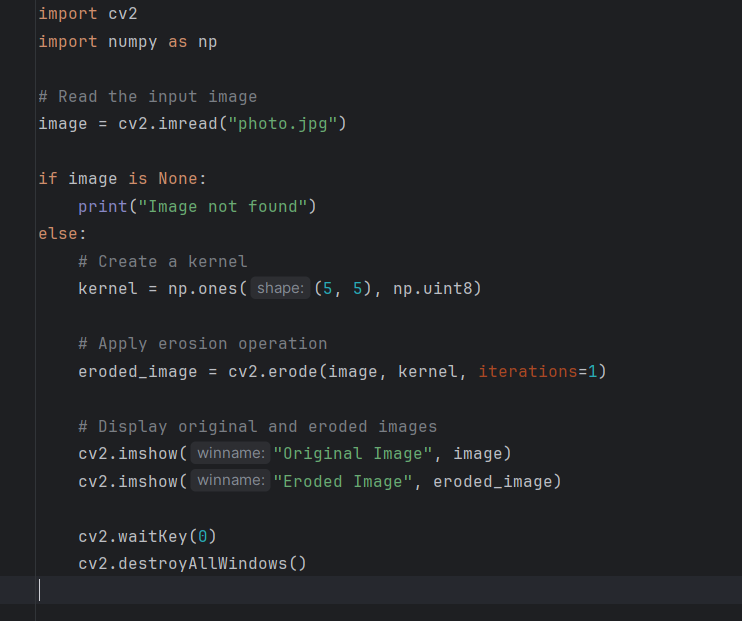 import cv2
import numpy as np
# Read the input image
image = cv2.imread("photo.jpg")
if image is None:
    print("Image not found")
else:
    # Create a kernel
    kernel = np.ones( shape: (5, 5), np.uint8)
    # Apply erosion operation
    eroded_image = cv2.erode(image, kernel, iterations=1)
    # Display original and eroded images
    cv2.imshow( winname: "Original Image", image)
    cv2.imshow( winname: "Eroded Image", eroded_image)
    cv2.waitKey(0)
    cv2.destroyAllWindows()